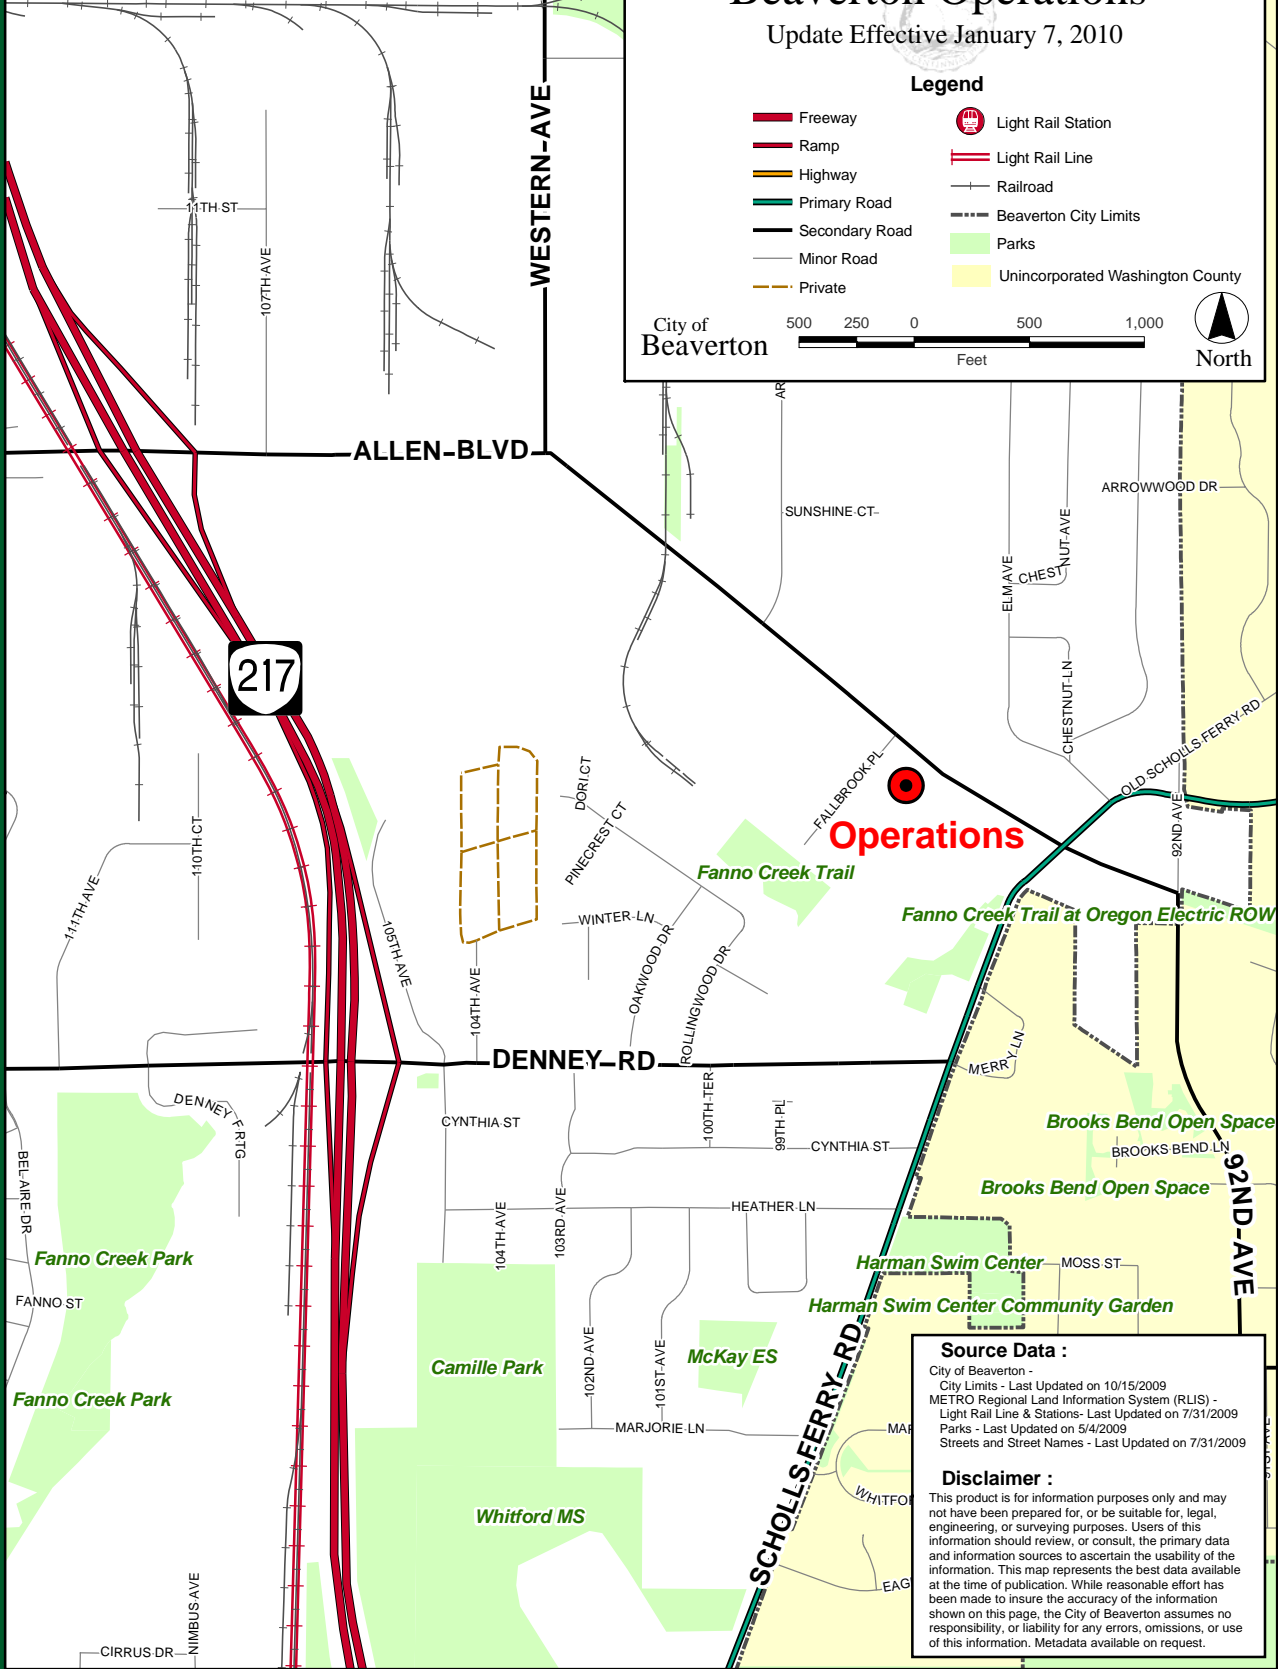 Beaverton Operations
Update Effective January 7, 2010
Legend
Freeway
Ramp
Highway
Primary Road
Secondary Road
Minor Road
Private
Light Rail Station
Light Rail Line
Railroad
Beaverton City Limits
Parks
Unincorporated Washington County
City of
Beaverton
500 250 0 500 1,000
Feet
North
WESTERN AVE
11TH ST
107TH AVE
ALLEN BLVD
AR
SUNSHINE CT
ARROWWOOD DR
ELM AVE
CHEST
NUT AVE
CHESTNUT LN
OLD SCHOLLS FERRY RD
92ND AVE
217
FALLBROOK PL
Operations
DORI CT
PINECREST CT
Fanno Creek Trail
Fanno Creek Trail at Oregon Electric ROW
110TH CT
111TH AVE
105TH AVE
WINTER LN
OAKWOOD DR
ROLLINGWOOD DR
104TH AVE
DENNEY RD
MERRY LN
DENNEY F
RTG
CYNTHIA ST
100TH TER
99TH PL
CYNTHIA ST
Brooks Bend Open Space
BROOKS BEND LN
Brooks Bend Open Space
92ND AVE
BEL AIRE DR
104TH AVE
103RD AVE
HEATHER LN
Fanno Creek Park
Harman Swim Center
MOSS ST
Harman Swim Center Community Garden
FANNO ST
102ND AVE
101ST AVE
McKay ES
Camille Park
Fanno Creek Park
MARJORIE LN
SCHOLLS FERRY RD
MAR
WHITFO
Whitford MS
EAG
NIMBUS AVE
CIRRUS DR
Source Data :
City of Beaverton -
City Limits - Last Updated on 10/15/2009
METRO Regional Land Information System (RLIS) -
Light Rail Line & Stations- Last Updated on 7/31/2009
Parks - Last Updated on 5/4/2009
Streets and Street Names - Last Updated on 7/31/2009
Disclaimer :
This product is for information purposes only and may
not have been prepared for, or be suitable for, legal,
engineering, or surveying purposes. Users of this
information should review, or consult, the primary data
and information sources to ascertain the usability of the
information. This map represents the best data available
at the time of publication. While reasonable effort has
been made to insure the accuracy of the information
shown on this page, the City of Beaverton assumes no
responsibility, or liability for any errors, omissions, or use
of this information. Metadata available on request.